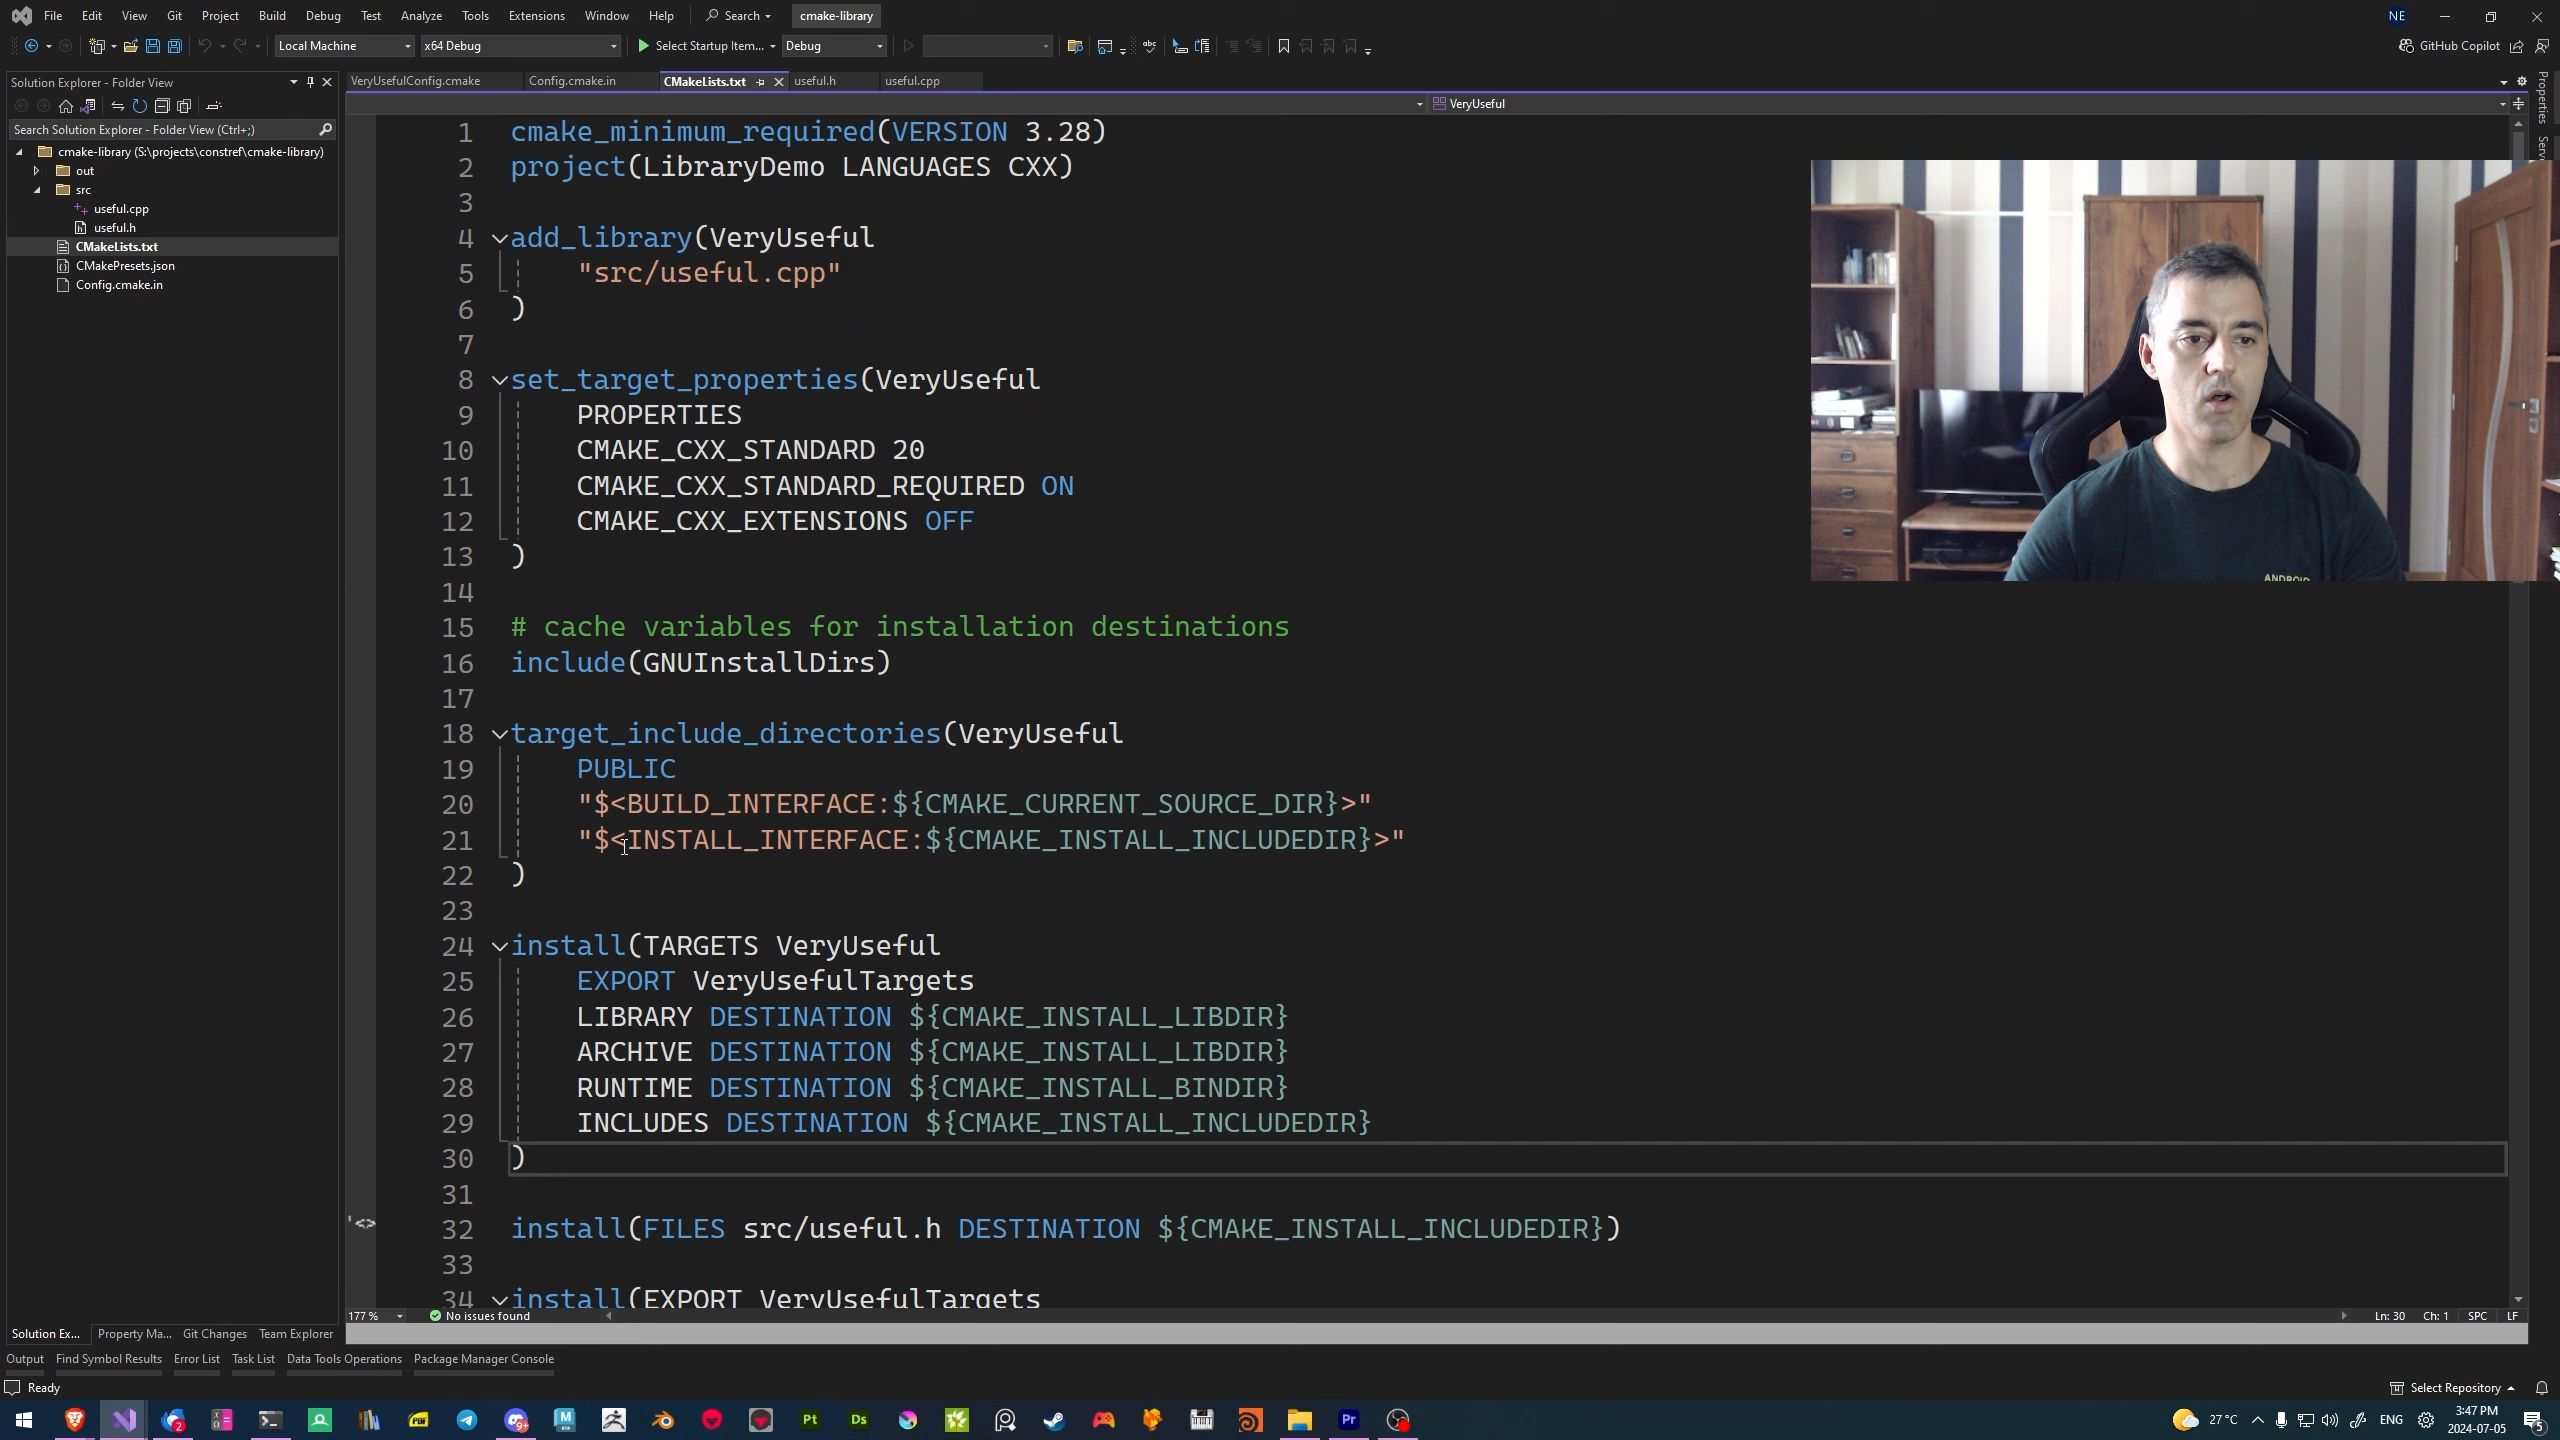 File Edit View Git Project Build Debug Test Analyze Tools Extensions Window Help Search cmake-library NE
Local Machine x64 Debug Select Startup Item... Debug GitHub Copilot
Solution Explorer - Folder View
Search Solution Explorer - Folder View (Ctrl+;)
cmake-library (S:\projects\constref\cmake-library)
out
src
useful.cpp
useful.h
CMakeLists.txt
CMakePresets.json
Config.cmake.in
VeryUsefulConfig.cmake Config.cmake.in CMakeLists.txt useful.h useful.cpp
VeryUseful
1 cmake_minimum_required(VERSION 3.28)
2 project(LibraryDemo LANGUAGES CXX)
3
4 add_library(VeryUseful
5 "src/useful.cpp"
6 )
7
8 set_target_properties(VeryUseful
9 PROPERTIES
10 CMAKE_CXX_STANDARD 20
11 CMAKE_CXX_STANDARD_REQUIRED ON
12 CMAKE_CXX_EXTENSIONS OFF
13 )
14
15 # cache variables for installation destinations
16 include(GNUInstallDirs)
17
18 target_include_directories(VeryUseful
19 PUBLIC
20 "$<BUILD_INTERFACE:${CMAKE_CURRENT_SOURCE_DIR}>"
21 "$<INSTALL_INTERFACE:${CMAKE_INSTALL_INCLUDEDIR}>"
22 )
23
24 install(TARGETS VeryUseful
25 EXPORT VeryUsefulTargets
26 LIBRARY DESTINATION ${CMAKE_INSTALL_LIBDIR}
27 ARCHIVE DESTINATION ${CMAKE_INSTALL_LIBDIR}
28 RUNTIME DESTINATION ${CMAKE_INSTALL_BINDIR}
29 INCLUDES DESTINATION ${CMAKE_INSTALL_INCLUDEDIR}
30 )
31
32 install(FILES src/useful.h DESTINATION ${CMAKE_INSTALL_INCLUDEDIR})
33
34 install(EXPORT VeryUsefulTargets
Properties
ANDROID
177 % No issues found Ln: 30 Ch: 1 SPC LF
Solution Ex... Property Ma... Git Changes Team Explorer
Output Find Symbol Results Error List Task List Data Tools Operations Package Manager Console
Ready Select Repository
27°C ENG 3:47 PM
2024-07-05